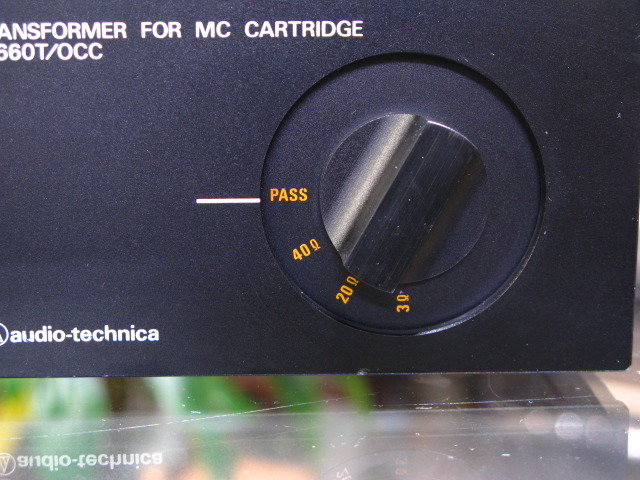 ANSFORMER FOR MC CARTRIDGE
660T/OCC
PASS
40Ω
20Ω
3Ω
audio-technica
audio-technica